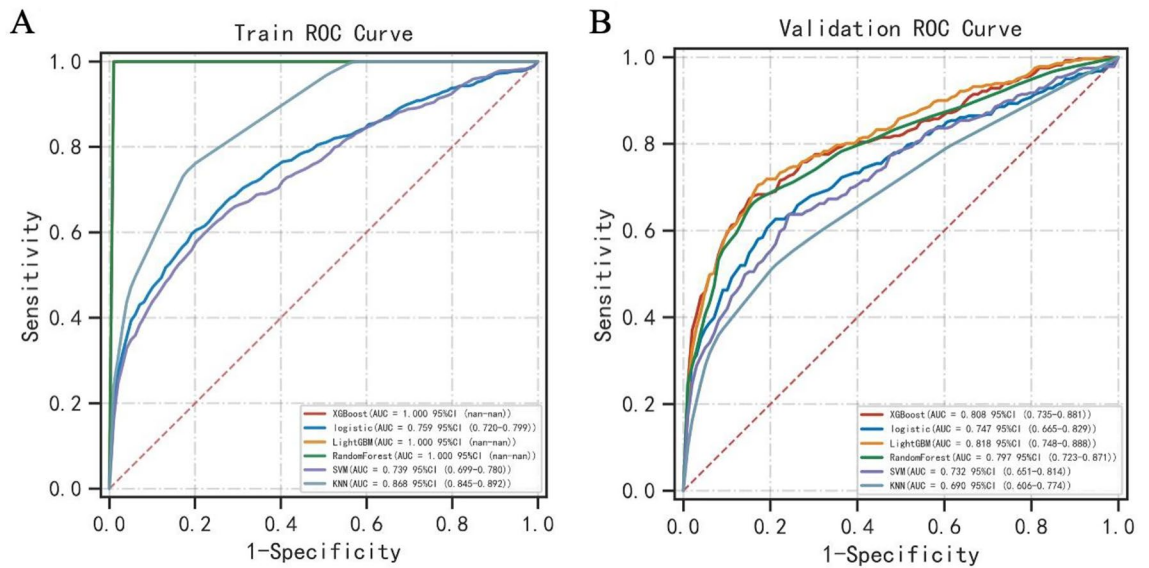 A
Train ROC Curve
Sensitivity
1.0
0.8
0.6
0.4
0.2
0.0
XGBoost(AUC = 1.000 95%CI (nan-nan))
logistic(AUC = 0.759 95%CI (0.720-0.799))
LightGBM(AUC = 1.000 95%CI (nan-nan))
RandomForest(AUC = 1.000 95%CI (nan-nan))
SVM(AUC = 0.739 95%CI (0.699-0.780))
KNN(AUC = 0.868 95%CI (0.845-0.892))
0.0 0.2 0.4 0.6 0.8 1.0
1-Specificity
B
Validation ROC Curve
Sensitivity
1.0
0.8
0.6
0.4
0.2
0.0
XGBoost(AUC = 0.808 95%CI (0.735-0.881))
logistic(AUC = 0.747 95%CI (0.665-0.829))
LightGBM(AUC = 0.818 95%CI (0.748-0.888))
RandomForest(AUC = 0.797 95%CI (0.723-0.871))
SVM(AUC = 0.732 95%CI (0.651-0.814))
KNN(AUC = 0.690 95%CI (0.606-0.774))
0.0 0.2 0.4 0.6 0.8 1.0
1-Specificity